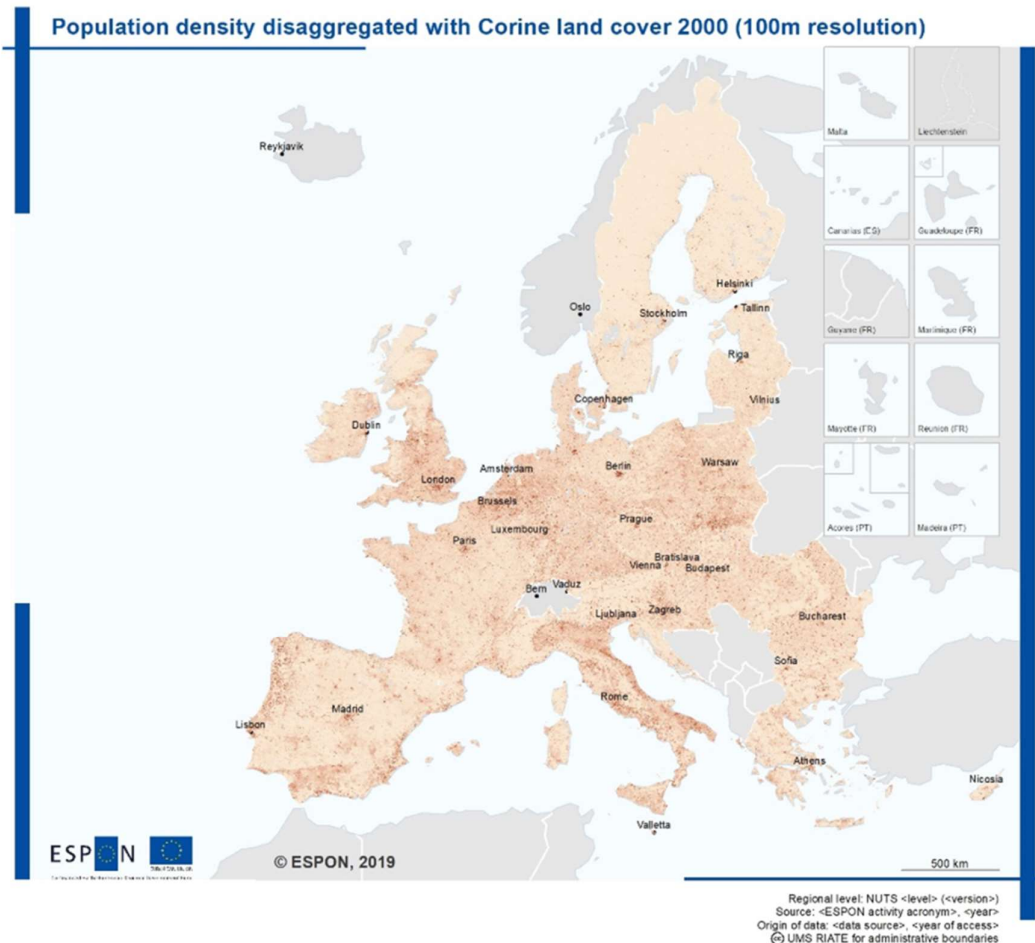 Population density disaggregated with Corine land cover 2000 (100m resolution)
Malta
Liechtenstein
Reykjavik
Canarias (ES)
Guadeloupe (FR)
Helsinki
Oslo
Stockholm
Tallinn
Guyane (FR)
Martinique (FR)
Riga
Copenhagen
Vilnius
Dublin
Mayotte (FR)
Reunion (FR)
Amsterdam
Berlin
Warsaw
London
Brussels
Prague
Luxembourg
Acores (PT)
Madeira (PT)
Paris
Bratislava
Vienna
Budapest
Bern
Vaduz
Ljubljana
Zagreb
Bucharest
Sofia
Rome
Madrid
Lisbon
Athens
Nicosia
Valletta
ESPON
© ESPON, 2019
500 km
Regional level: NUTS <level> (<version>)
Source: <ESPON activity acronym>, <year>
Origin of data: <data source>, <year of access>
UMS RIATE for administrative boundaries